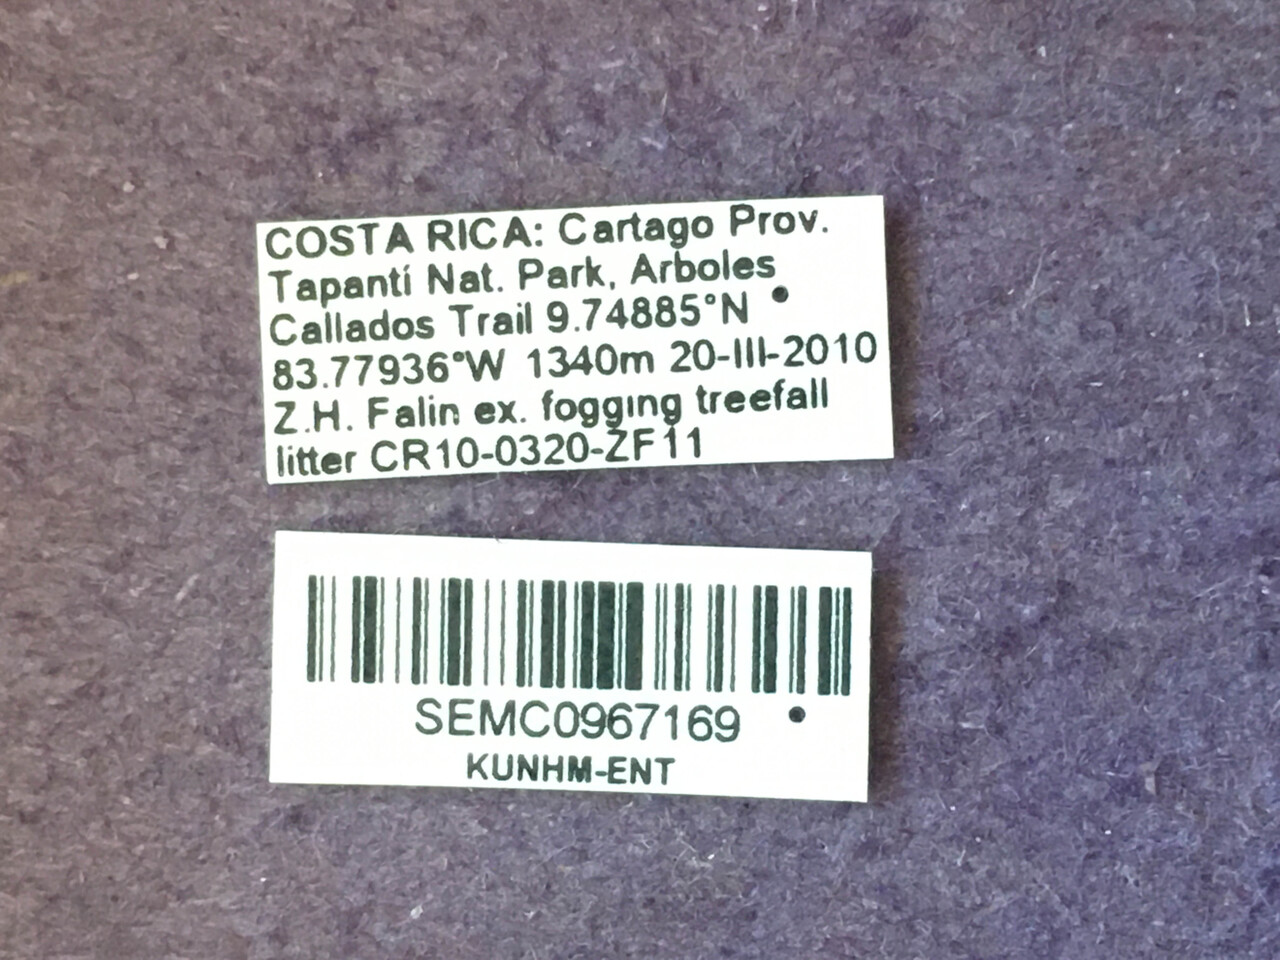 COSTA RICA: Cartago Prov.
Tapantí Nat. Park, Arboles
Callados Trail 9.74885°N
83.77936°W 1340m 20-III-2010
Z.H. Falin ex. fogging treefall
litter CR10-0320-ZF11
SEMC0967169
KUNHM-ENT